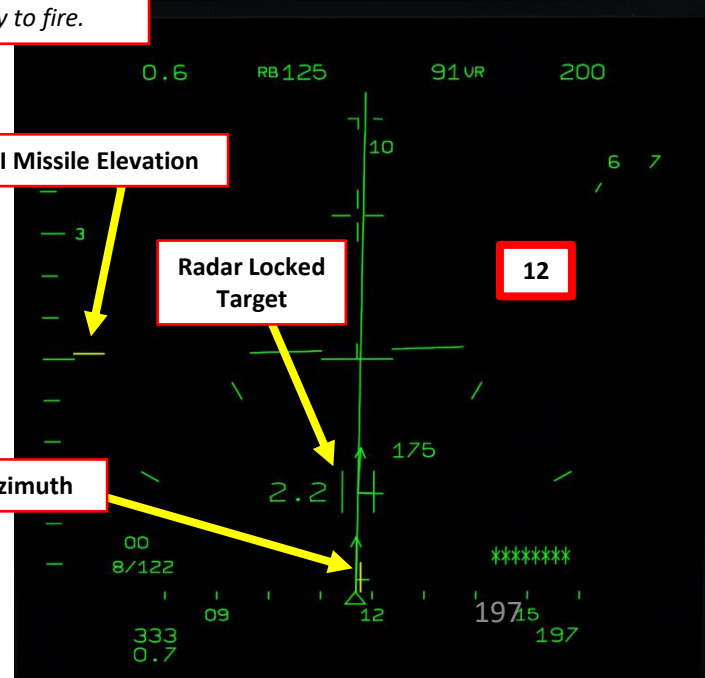 y to fire.
0.6 RB125 91VR 200
10
6 7
I Missile Elevation
3
Radar Locked
Target
12
175
2.2
zimuth
00
8/122
********
09 12 15
197
333 197
0.7